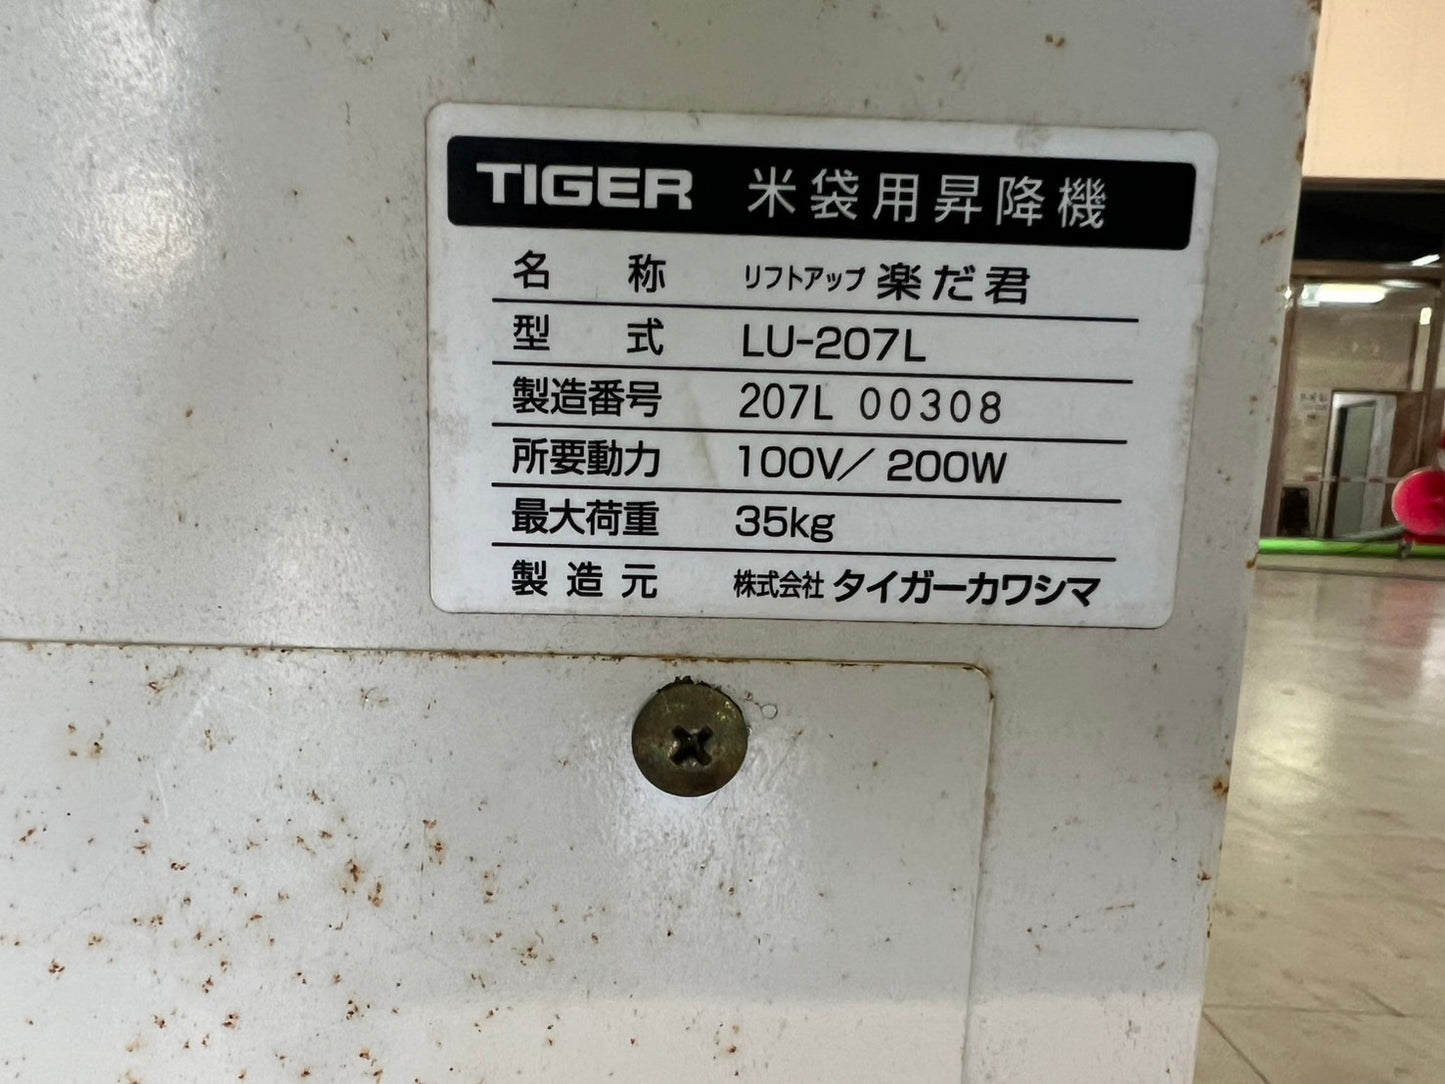 TIGER 米袋用昇降機
名 称 リフトアップ 楽だ君
型 式 LU-207L
製造番号 207L 00308
所要動力 100V/200W
最大荷重 35kg
製造元 株式会社 タイガーカワシマ